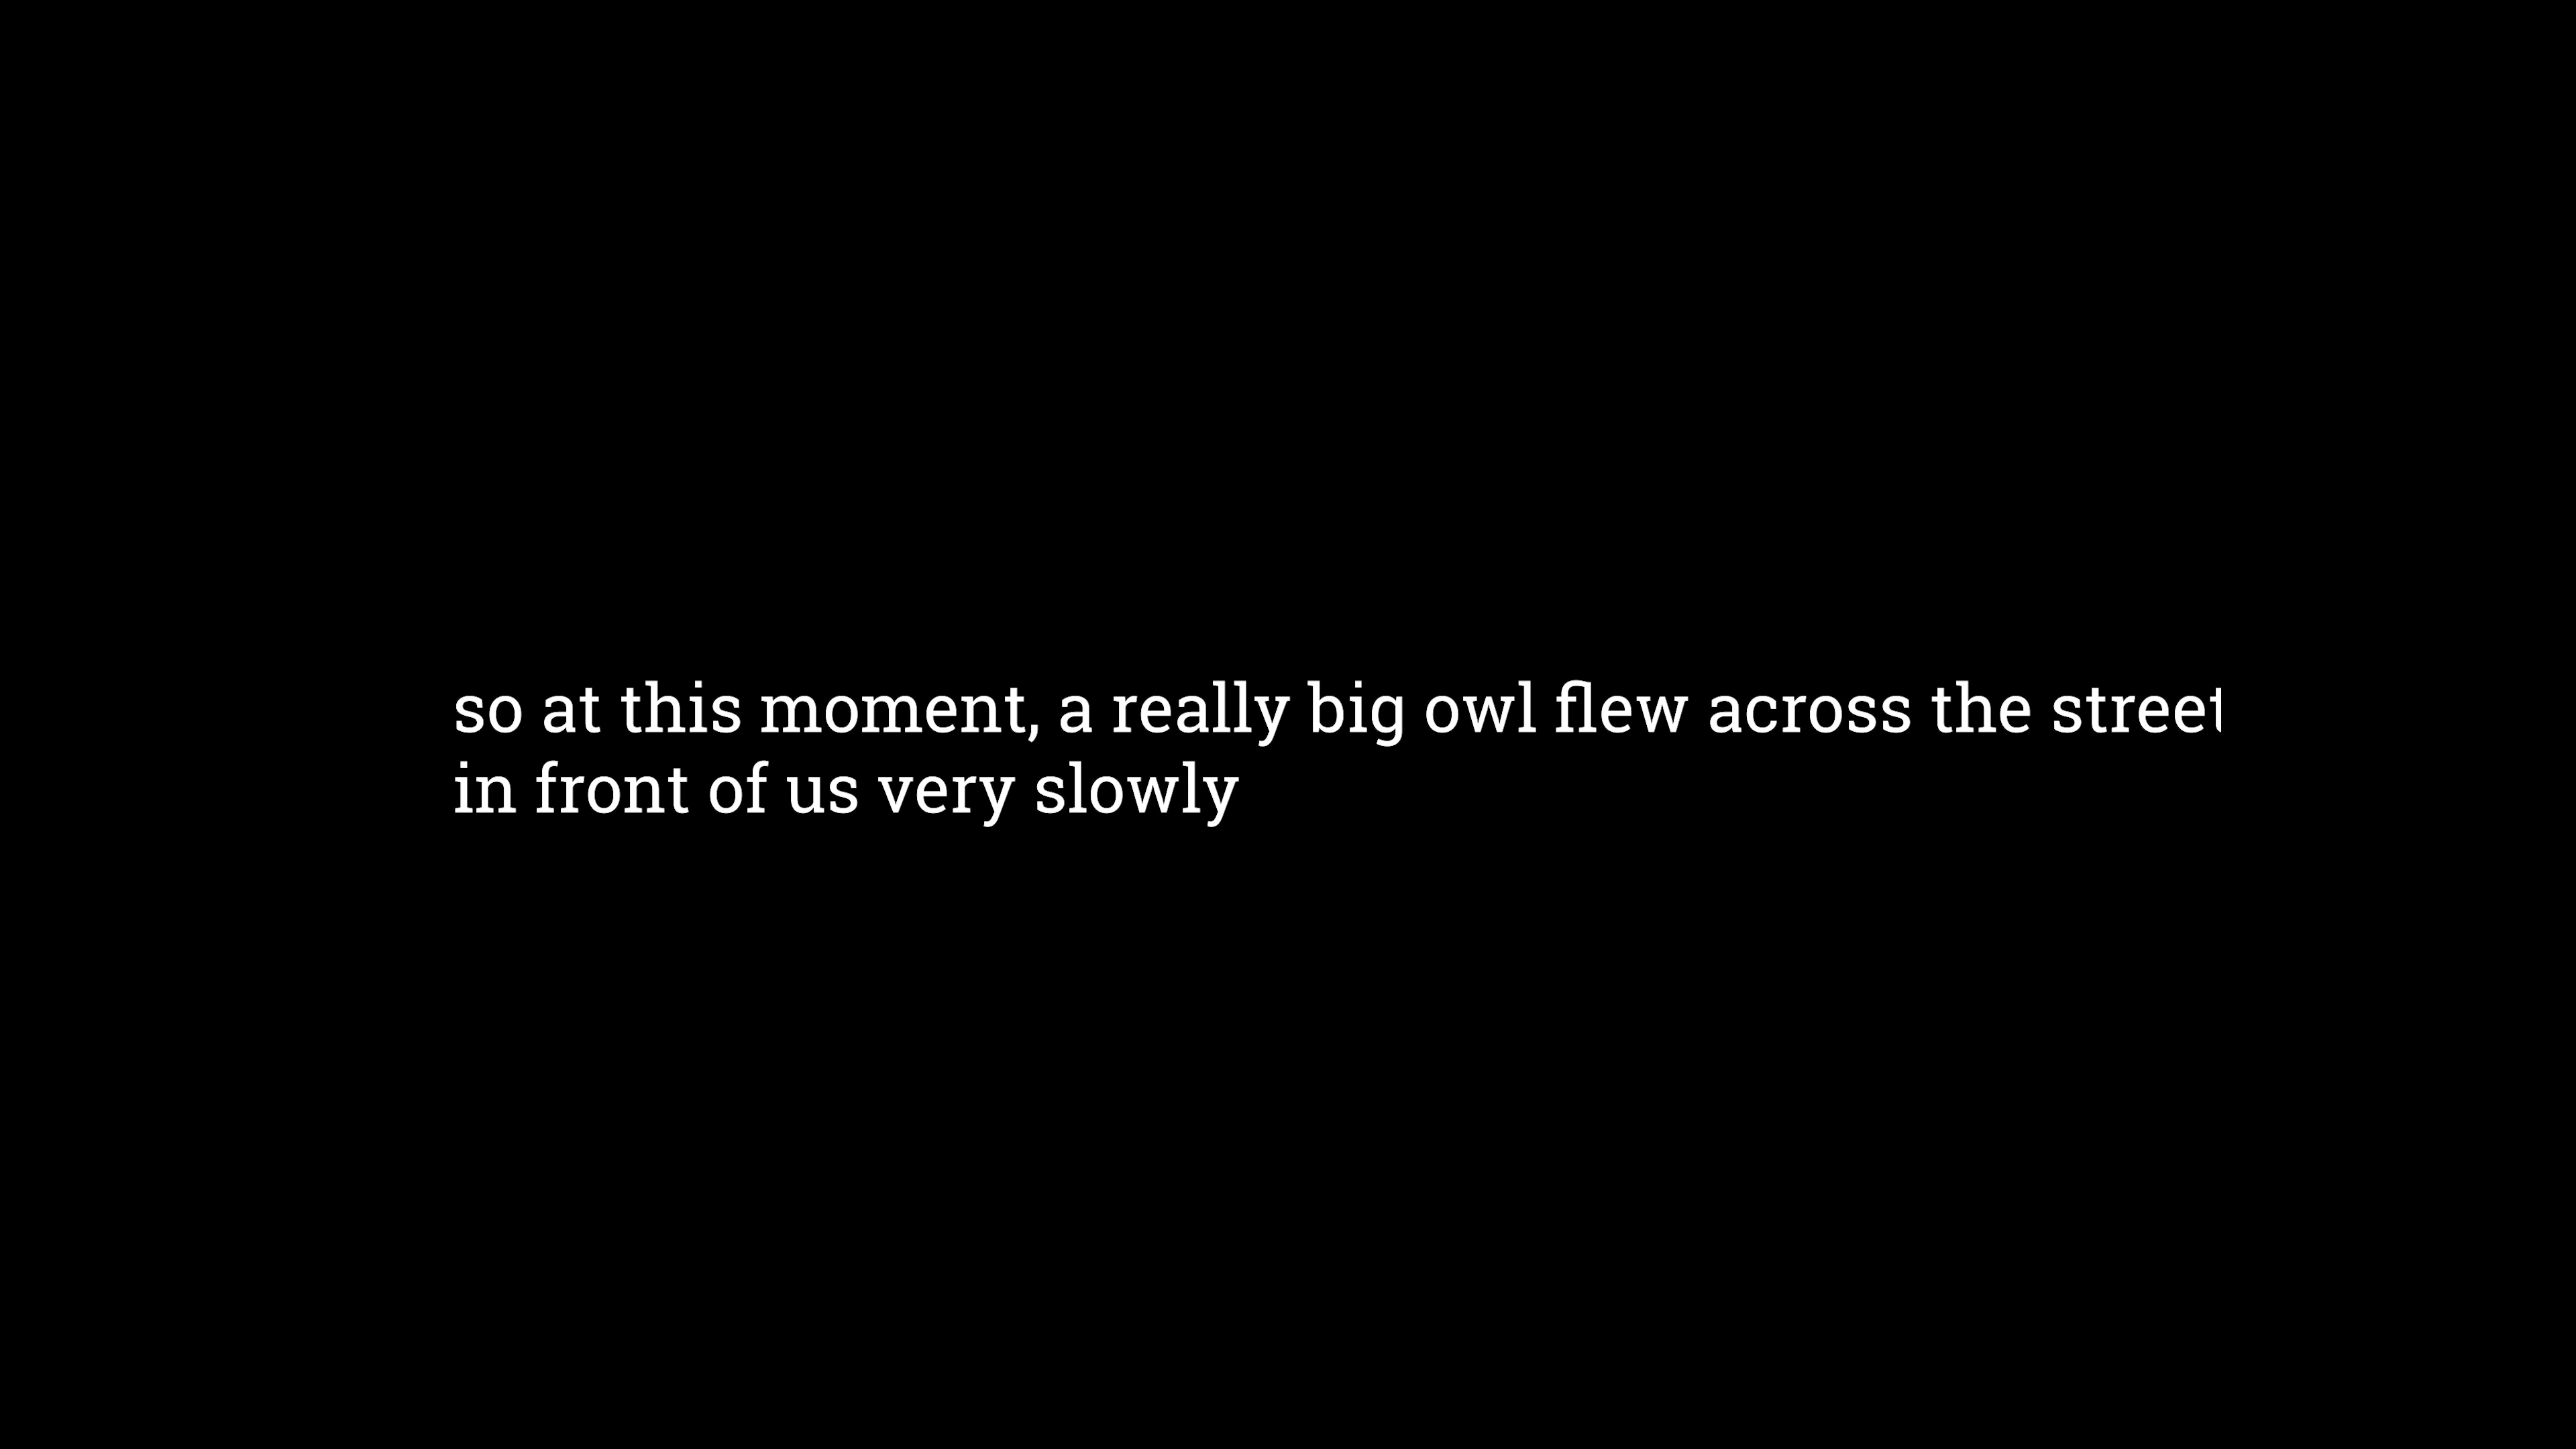 so at this moment, a really big owl flew across the street
in front of us very slowly